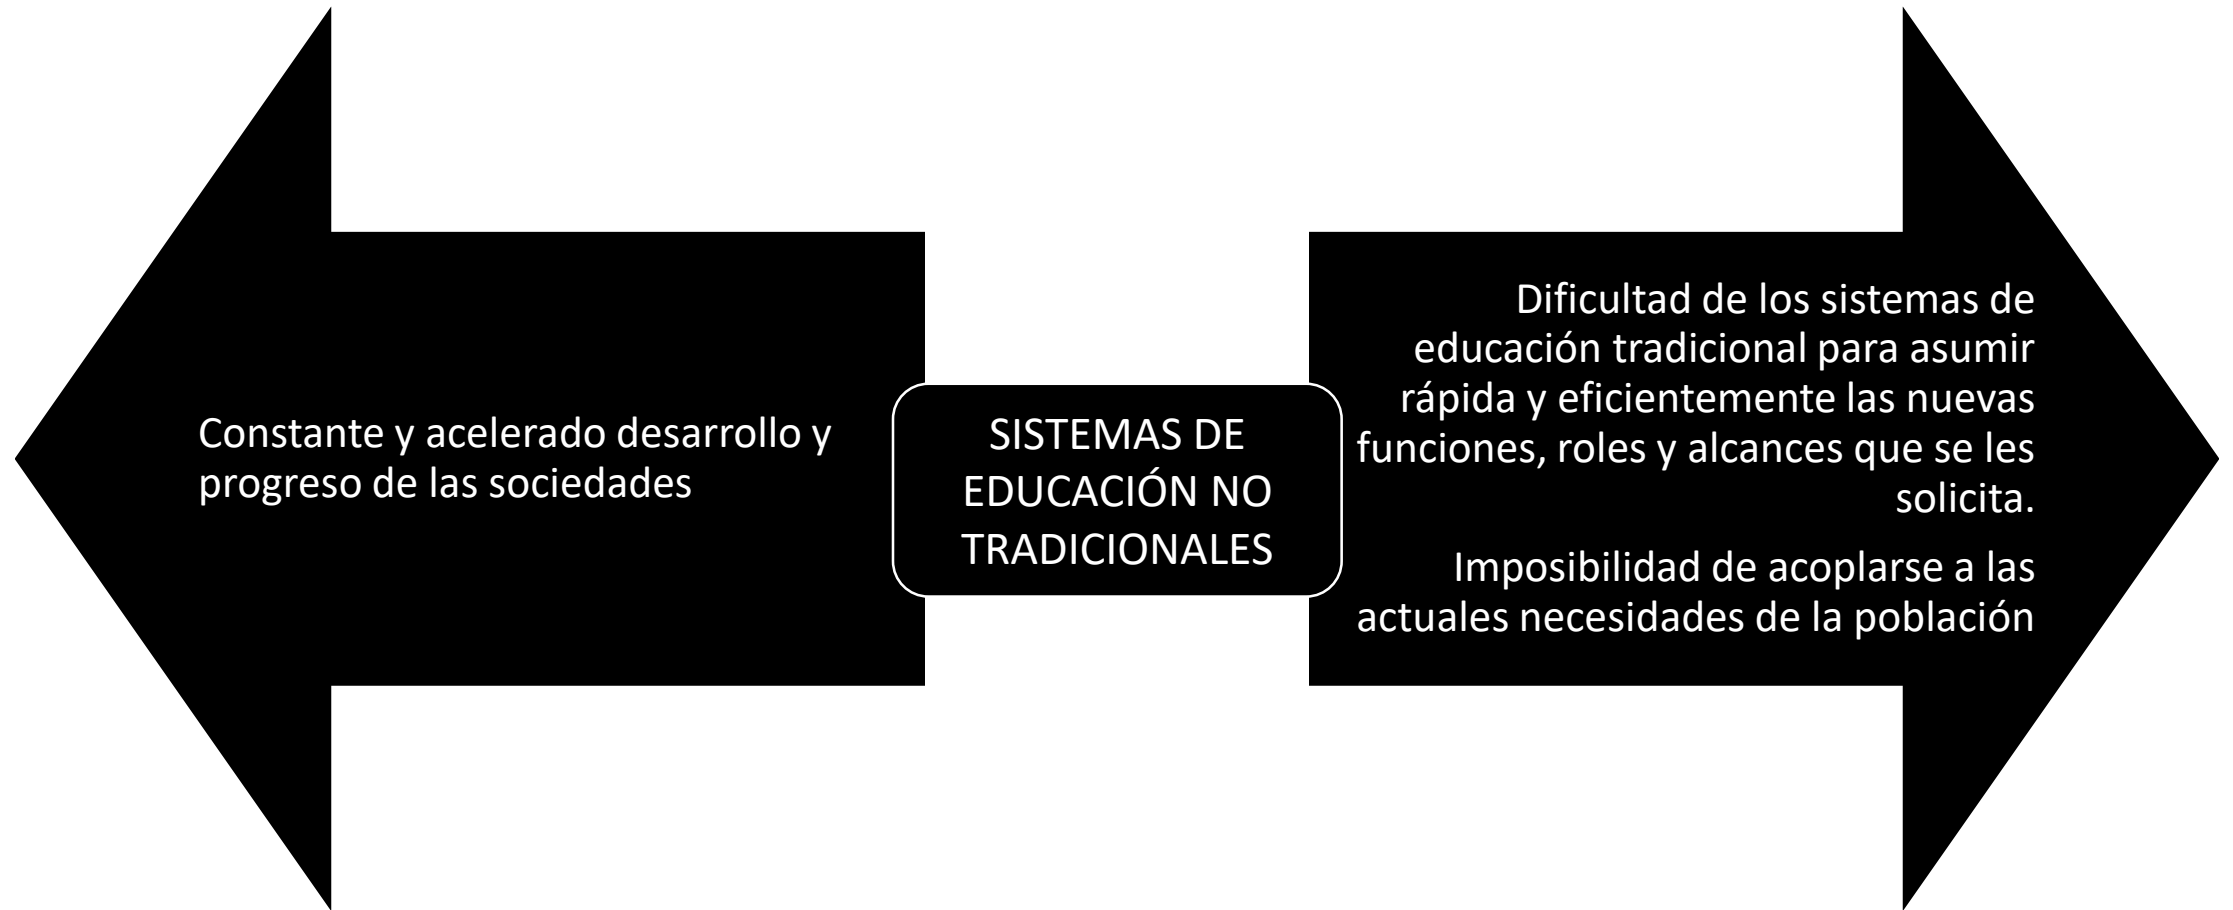 Constante y acelerado desarrollo y
progreso de las sociedades
SISTEMAS DE
EDUCACIÓN NO
TRADICIONALES
Dificultad de los sistemas de
educación tradicional para asumir
rápida y eficientemente las nuevas
funciones, roles y alcances que se les
solicita.
Imposibilidad de acoplarse a las
actuales necesidades de la población